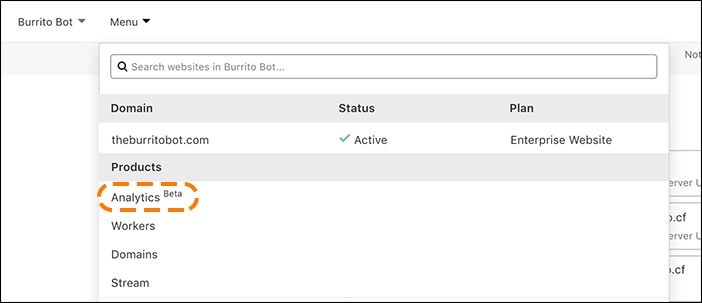 Burrito Bot Menu
Search websites in Burrito Bot...
Not
Domain Status Plan
theburritobot.com Active Enterprise Website
Products
Analytics Beta
erver U
Workers
o.cf
erver U
Domains
o.cf
Stream